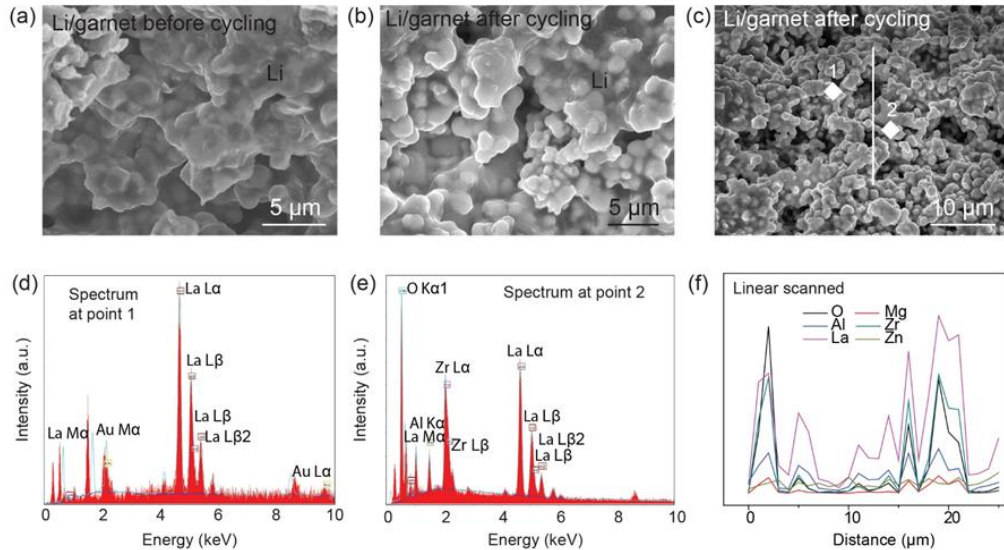 (a) Li/garnet before cycling
Li
5 µm
(b) Li/garnet after cycling
Li
5 µm
(c) Li/garnet after cycling
1
2
10 µm
(d)
Spectrum
at point 1
La Lα
La Lβ
La Lβ
La Lβ2
La Mα
Au Mα
Au Lα
Intensity (a.u.)
0 2 4 6 8 10
Energy (keV)
(e)
Spectrum at point 2
O Kα1
Zr Lα
La Lα
Al Kα
La Mα
Zr Lβ
La Lβ
La Lβ2
La Lβ
Intensity (a.u.)
0 2 4 6 8 10
Energy (keV)
(f)
Linear scanned
O Mg
Al Zr
La Zn
Intensity (a.u.)
0 10 20
Distance (µm)